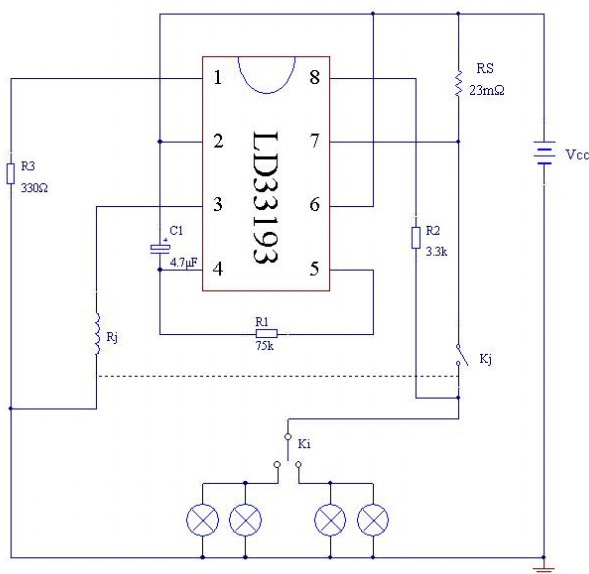 RS
23mΩ
1
8
LD33193
2
7
Vcc
R3
330Ω
3
6
C1
+
4.7μF
R2
3.3k
4
5
R1
75k
Rj
Kj
Ki